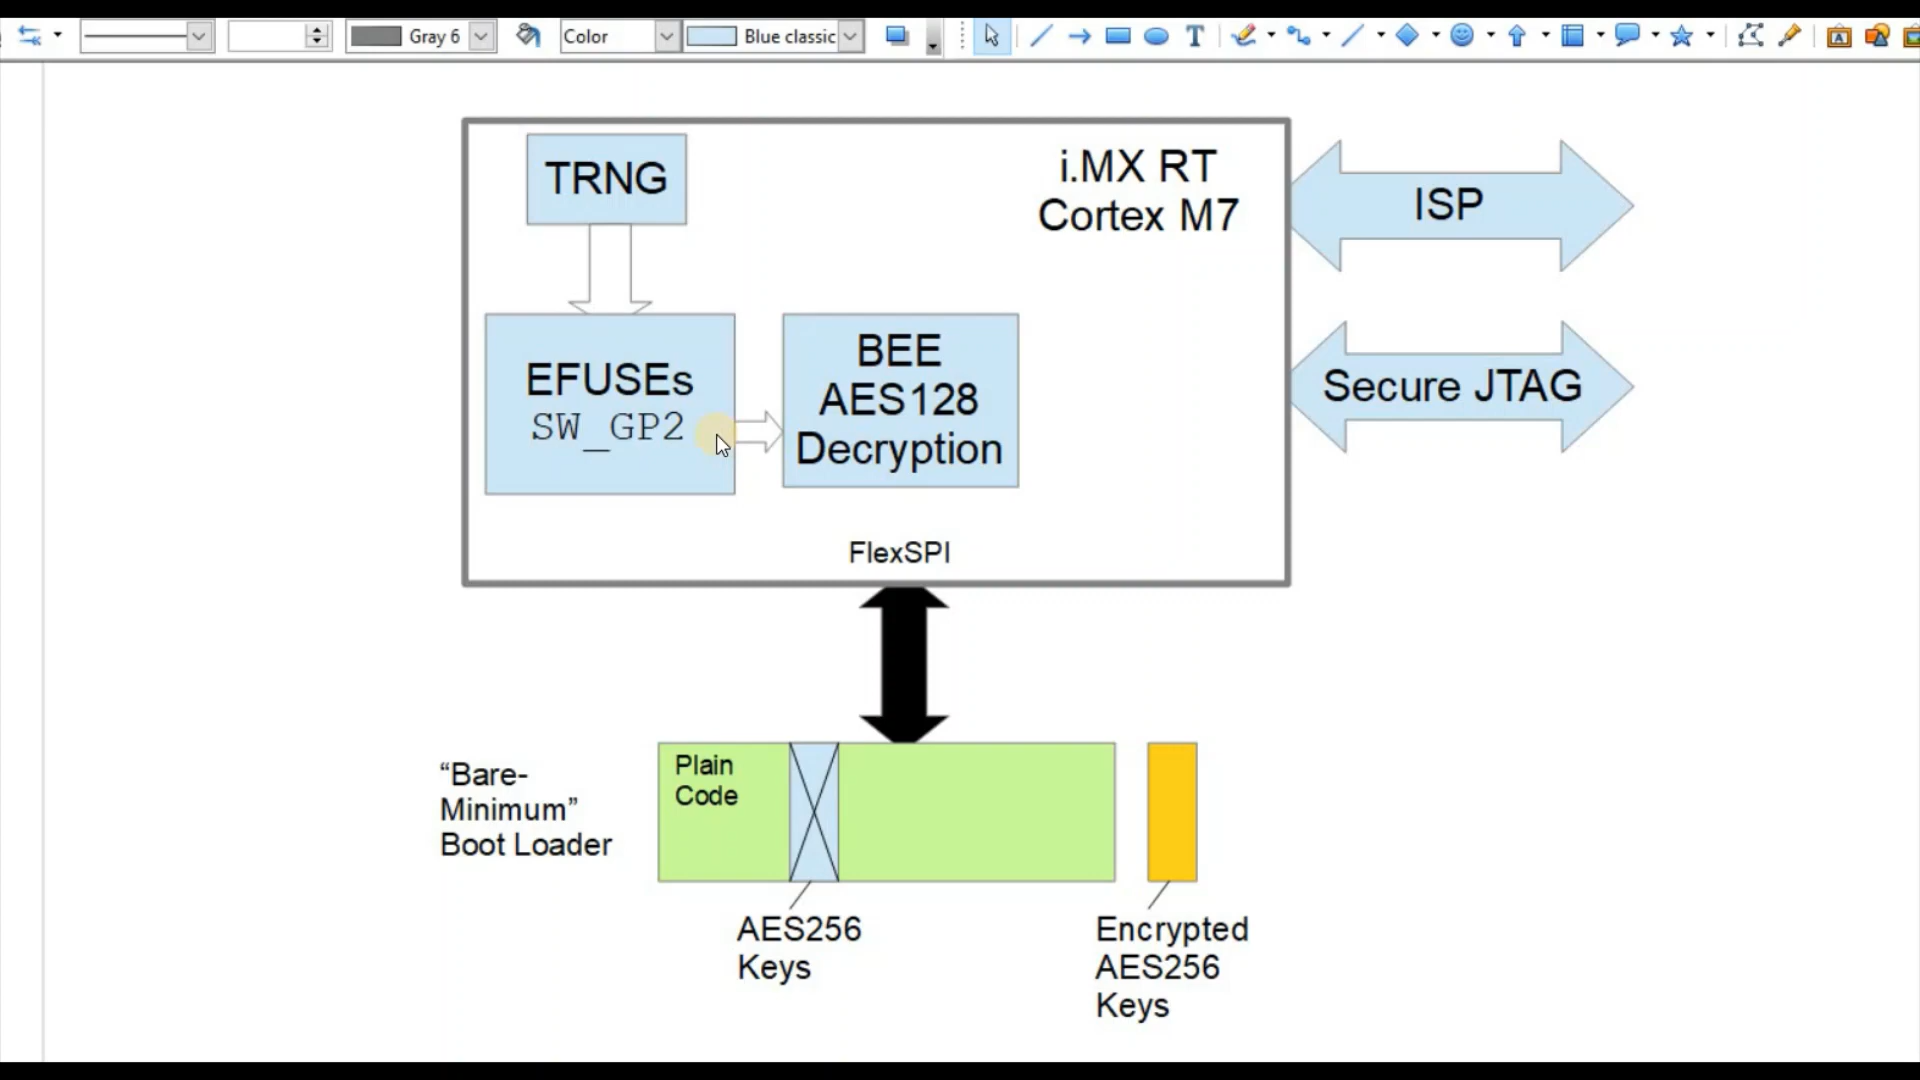 Gray 6
Color
Blue classic
TRNG
i.MX RT
Cortex M7
ISP
EFUSEs
SW_GP2
BEE
AES128
Decryption
Secure JTAG
FlexSPI
“Bare-
Minimum”
Boot Loader
Plain
Code
AES256
Keys
Encrypted
AES256
Keys